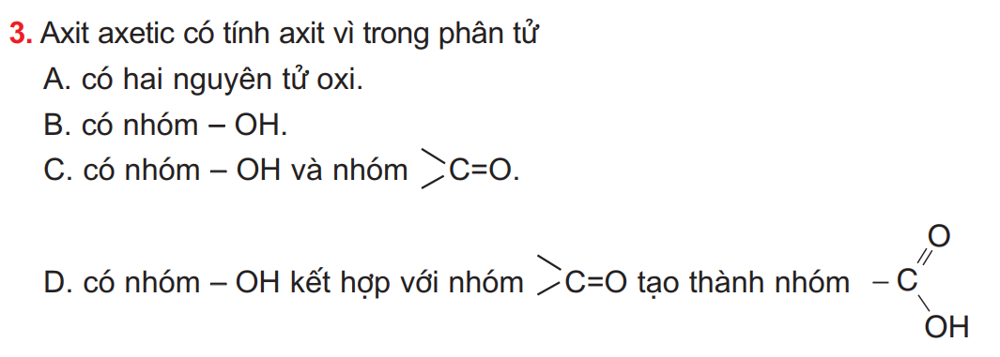 3. Axit axetic có tính axit vì trong phân tử
A. có hai nguyên tử oxi.
B. có nhóm – OH.
C. có nhóm – OH và nhóm >C=O.
O
D. có nhóm – OH kết hợp với nhóm >C=O tạo thành nhóm – C
OH